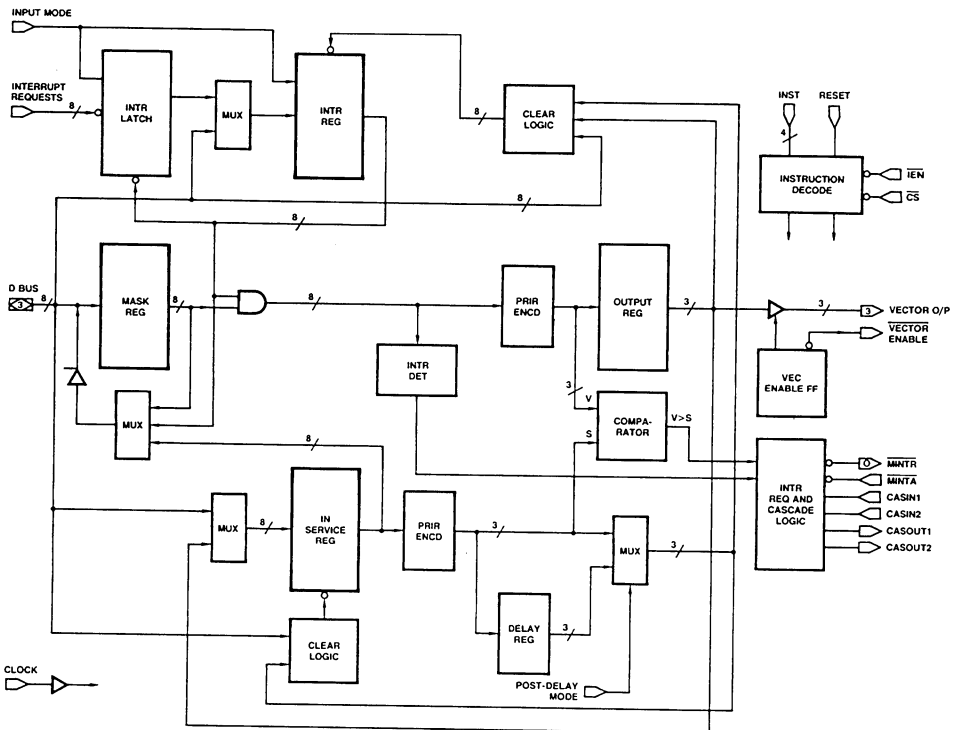 INPUT MODE
INTERRUPT
REQUESTS
8
INTR
LATCH
MUX
INTR
REG
8
CLEAR
LOGIC
INST
RESET
4
INSTRUCTION
DECODE
IEN
CS
8
8
D BUS
3
8
MASK
REG
8
8
PRIR
ENCD
OUTPUT
REG
3
3
3
VECTOR O/P
VECTOR
ENABLE
VEC
ENABLE FF
INTR
DET
3
V
S
COMPA-
RATOR
V>S
MUX
8
INTR
REQ AND
CASCADE
LOGIC
MINTR
MINTA
CASIN1
CASIN2
CASOUT1
CASOUT2
MUX
8
IN
SERVICE
REG
PRIR
ENCD
3
MUX
3
DELAY
REG
3
CLEAR
LOGIC
POST-DELAY
MODE
CLOCK